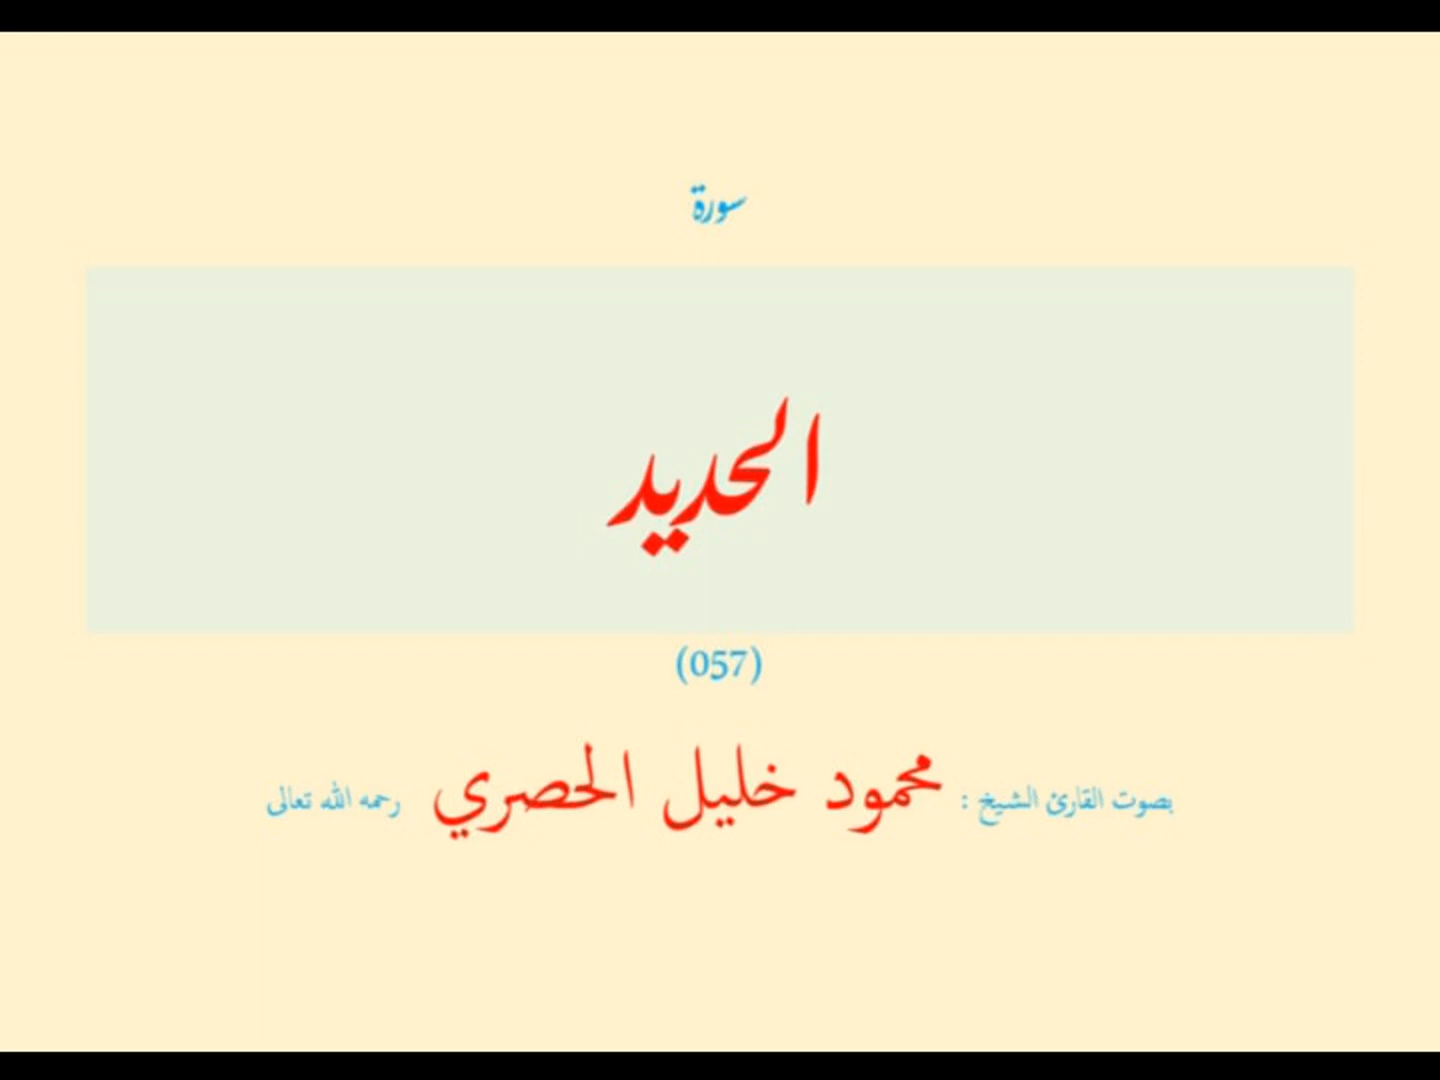 سورة
الحديد
(057)
بصوت القارئ الشيخ : محمود خليل الحصري رحمه الله تعالى